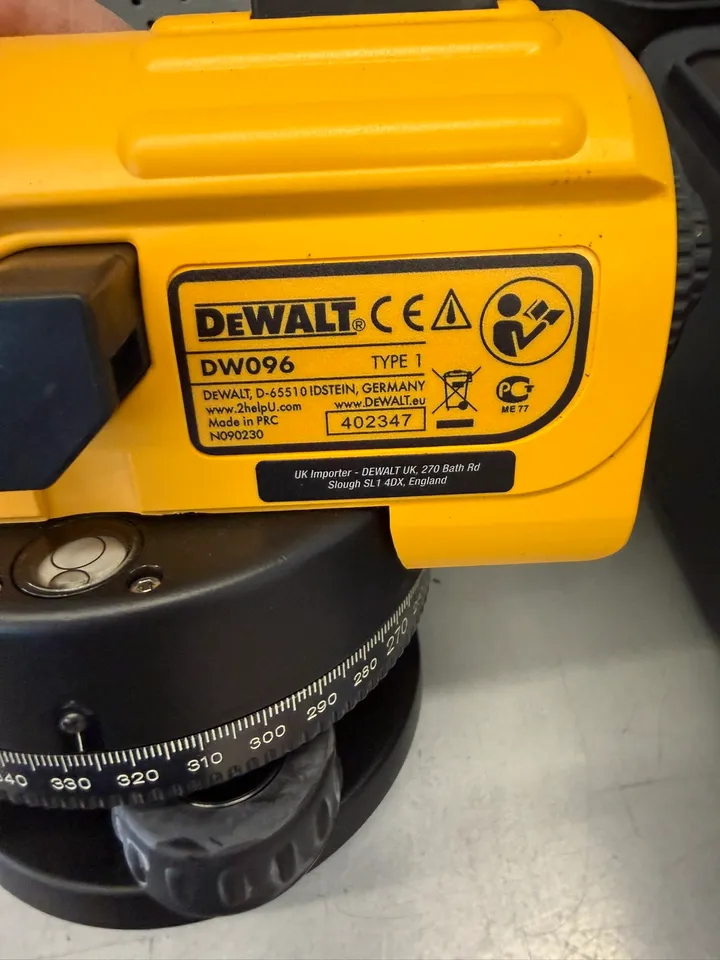 DEWALT® CE
DW096 TYPE 1
DEWALT, D-65510 IDSTEIN, GERMANY
www.2helpU.com www.DEWALT.eu
Made in PRC 402347
N090230
PCT
ME 77
UK Importer - DEWALT UK, 270 Bath Rd
Slough SL1 4DX, England
330 320 310 300 290 280 270